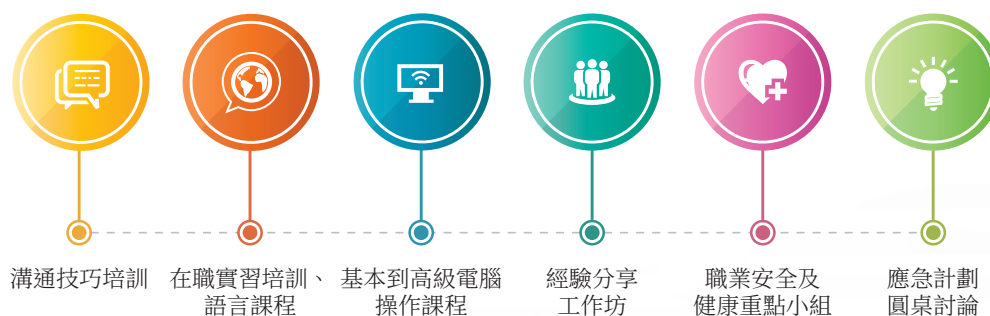 溝通技巧培訓
在職實習培訓、
語言課程
基本到高級電腦
操作課程
經驗分享
工作坊
職業安全及
健康重點小組
應急計劃
圓桌討論